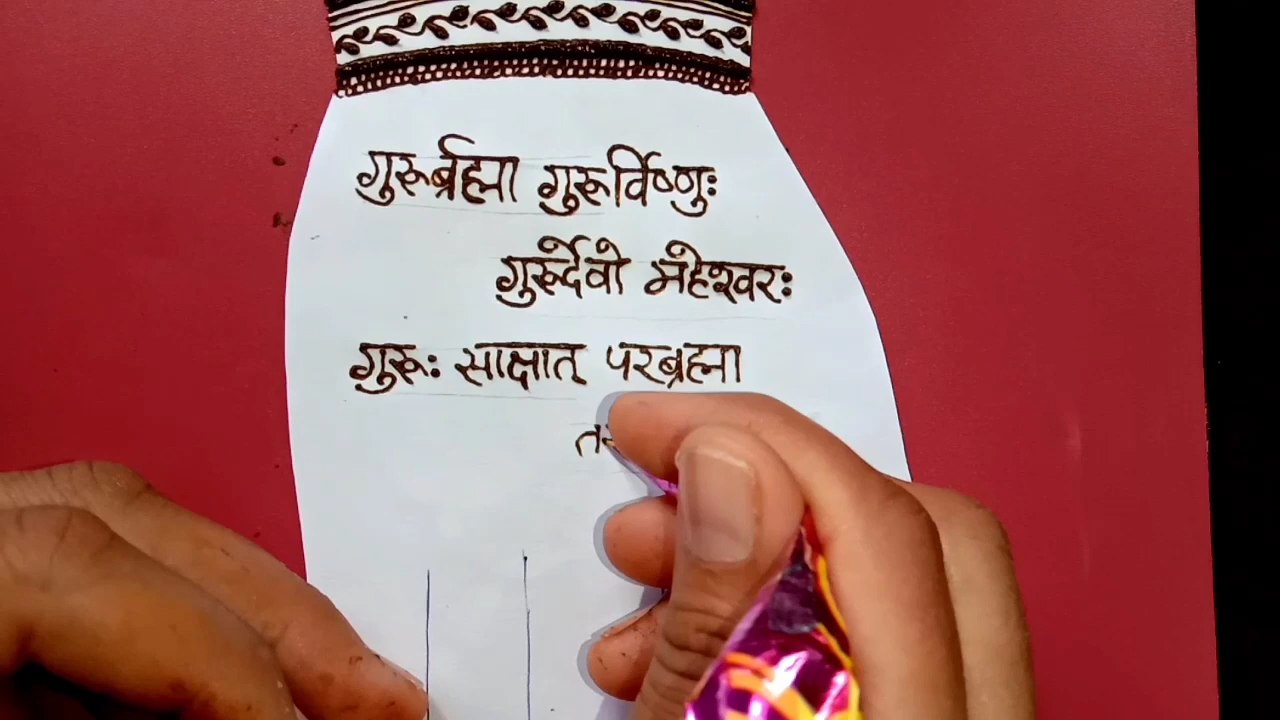 गुरूर्ब्रह्मा गुरूर्विष्णुः
गुरूर्देवो महेश्वरः
गुरूः साक्षात् परब्रह्मा